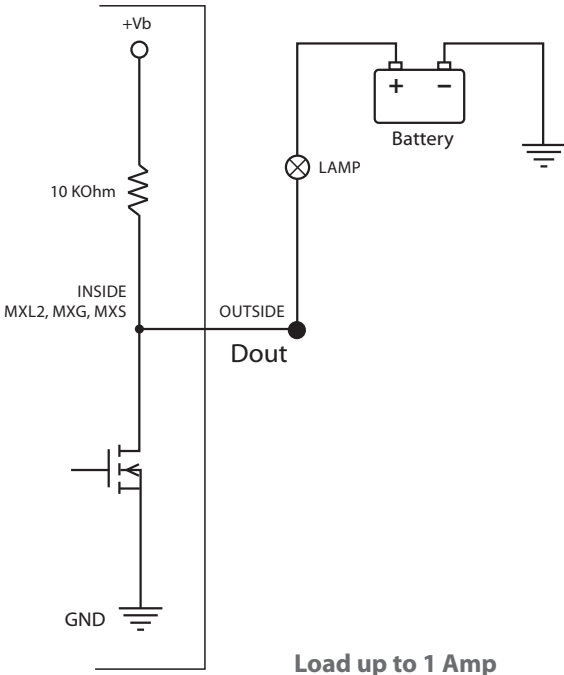 +Vb
+ −
Battery
LAMP
10 KOhm
INSIDE
MXL2, MXG, MXS
OUTSIDE
Dout
GND
Load up to 1 Amp